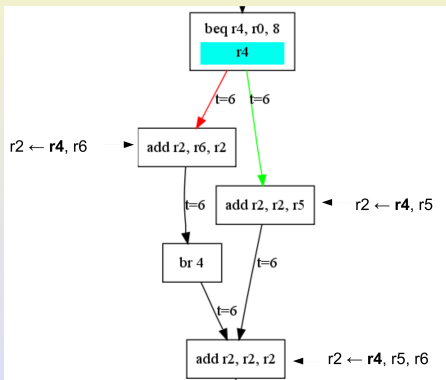 beq r4, r0, 8
r4
t=6
t=6
r2 ← r4, r6
add r2, r6, r2
t=6
add r2, r2, r5
r2 ← r4, r5
br 4
t=6
t=6
add r2, r2, r2
r2 ← r4, r5, r6